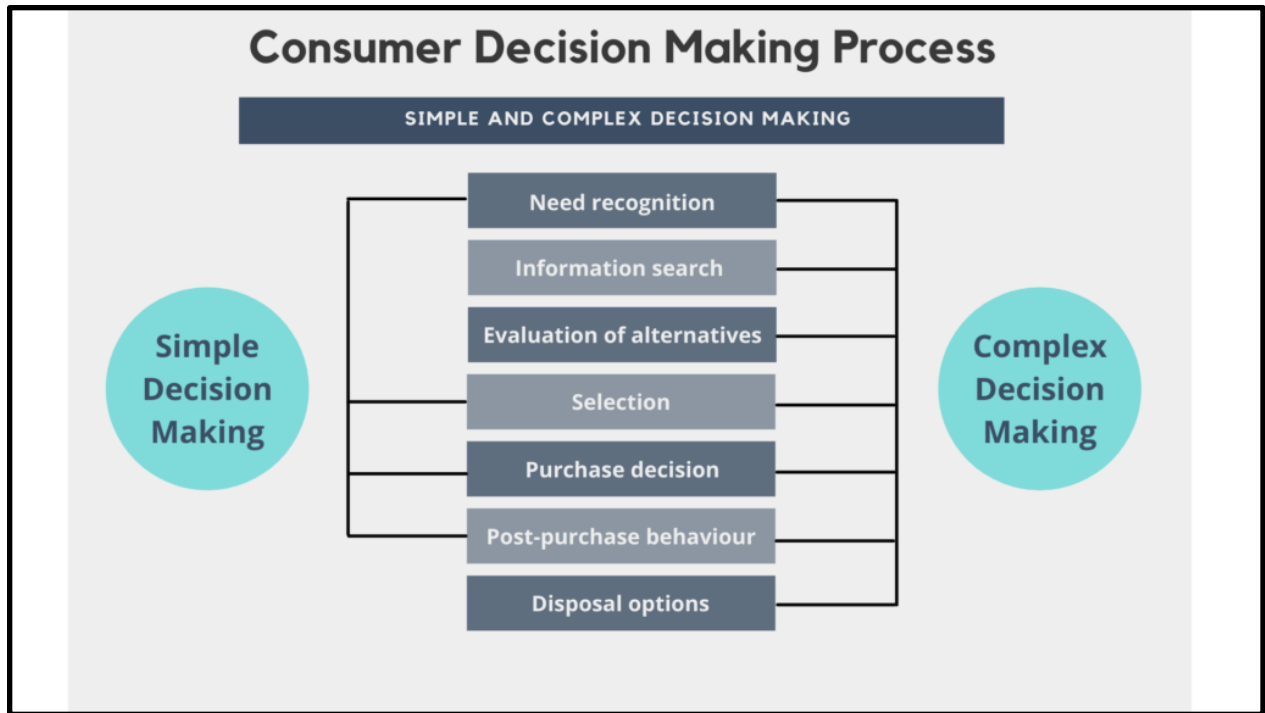 Consumer Decision Making Process
SIMPLE AND COMPLEX DECISION MAKING
Need recognition
Information search
Evaluation of alternatives
Selection
Purchase decision
Post-purchase behaviour
Disposal options
Simple
Decision
Making
Complex
Decision
Making